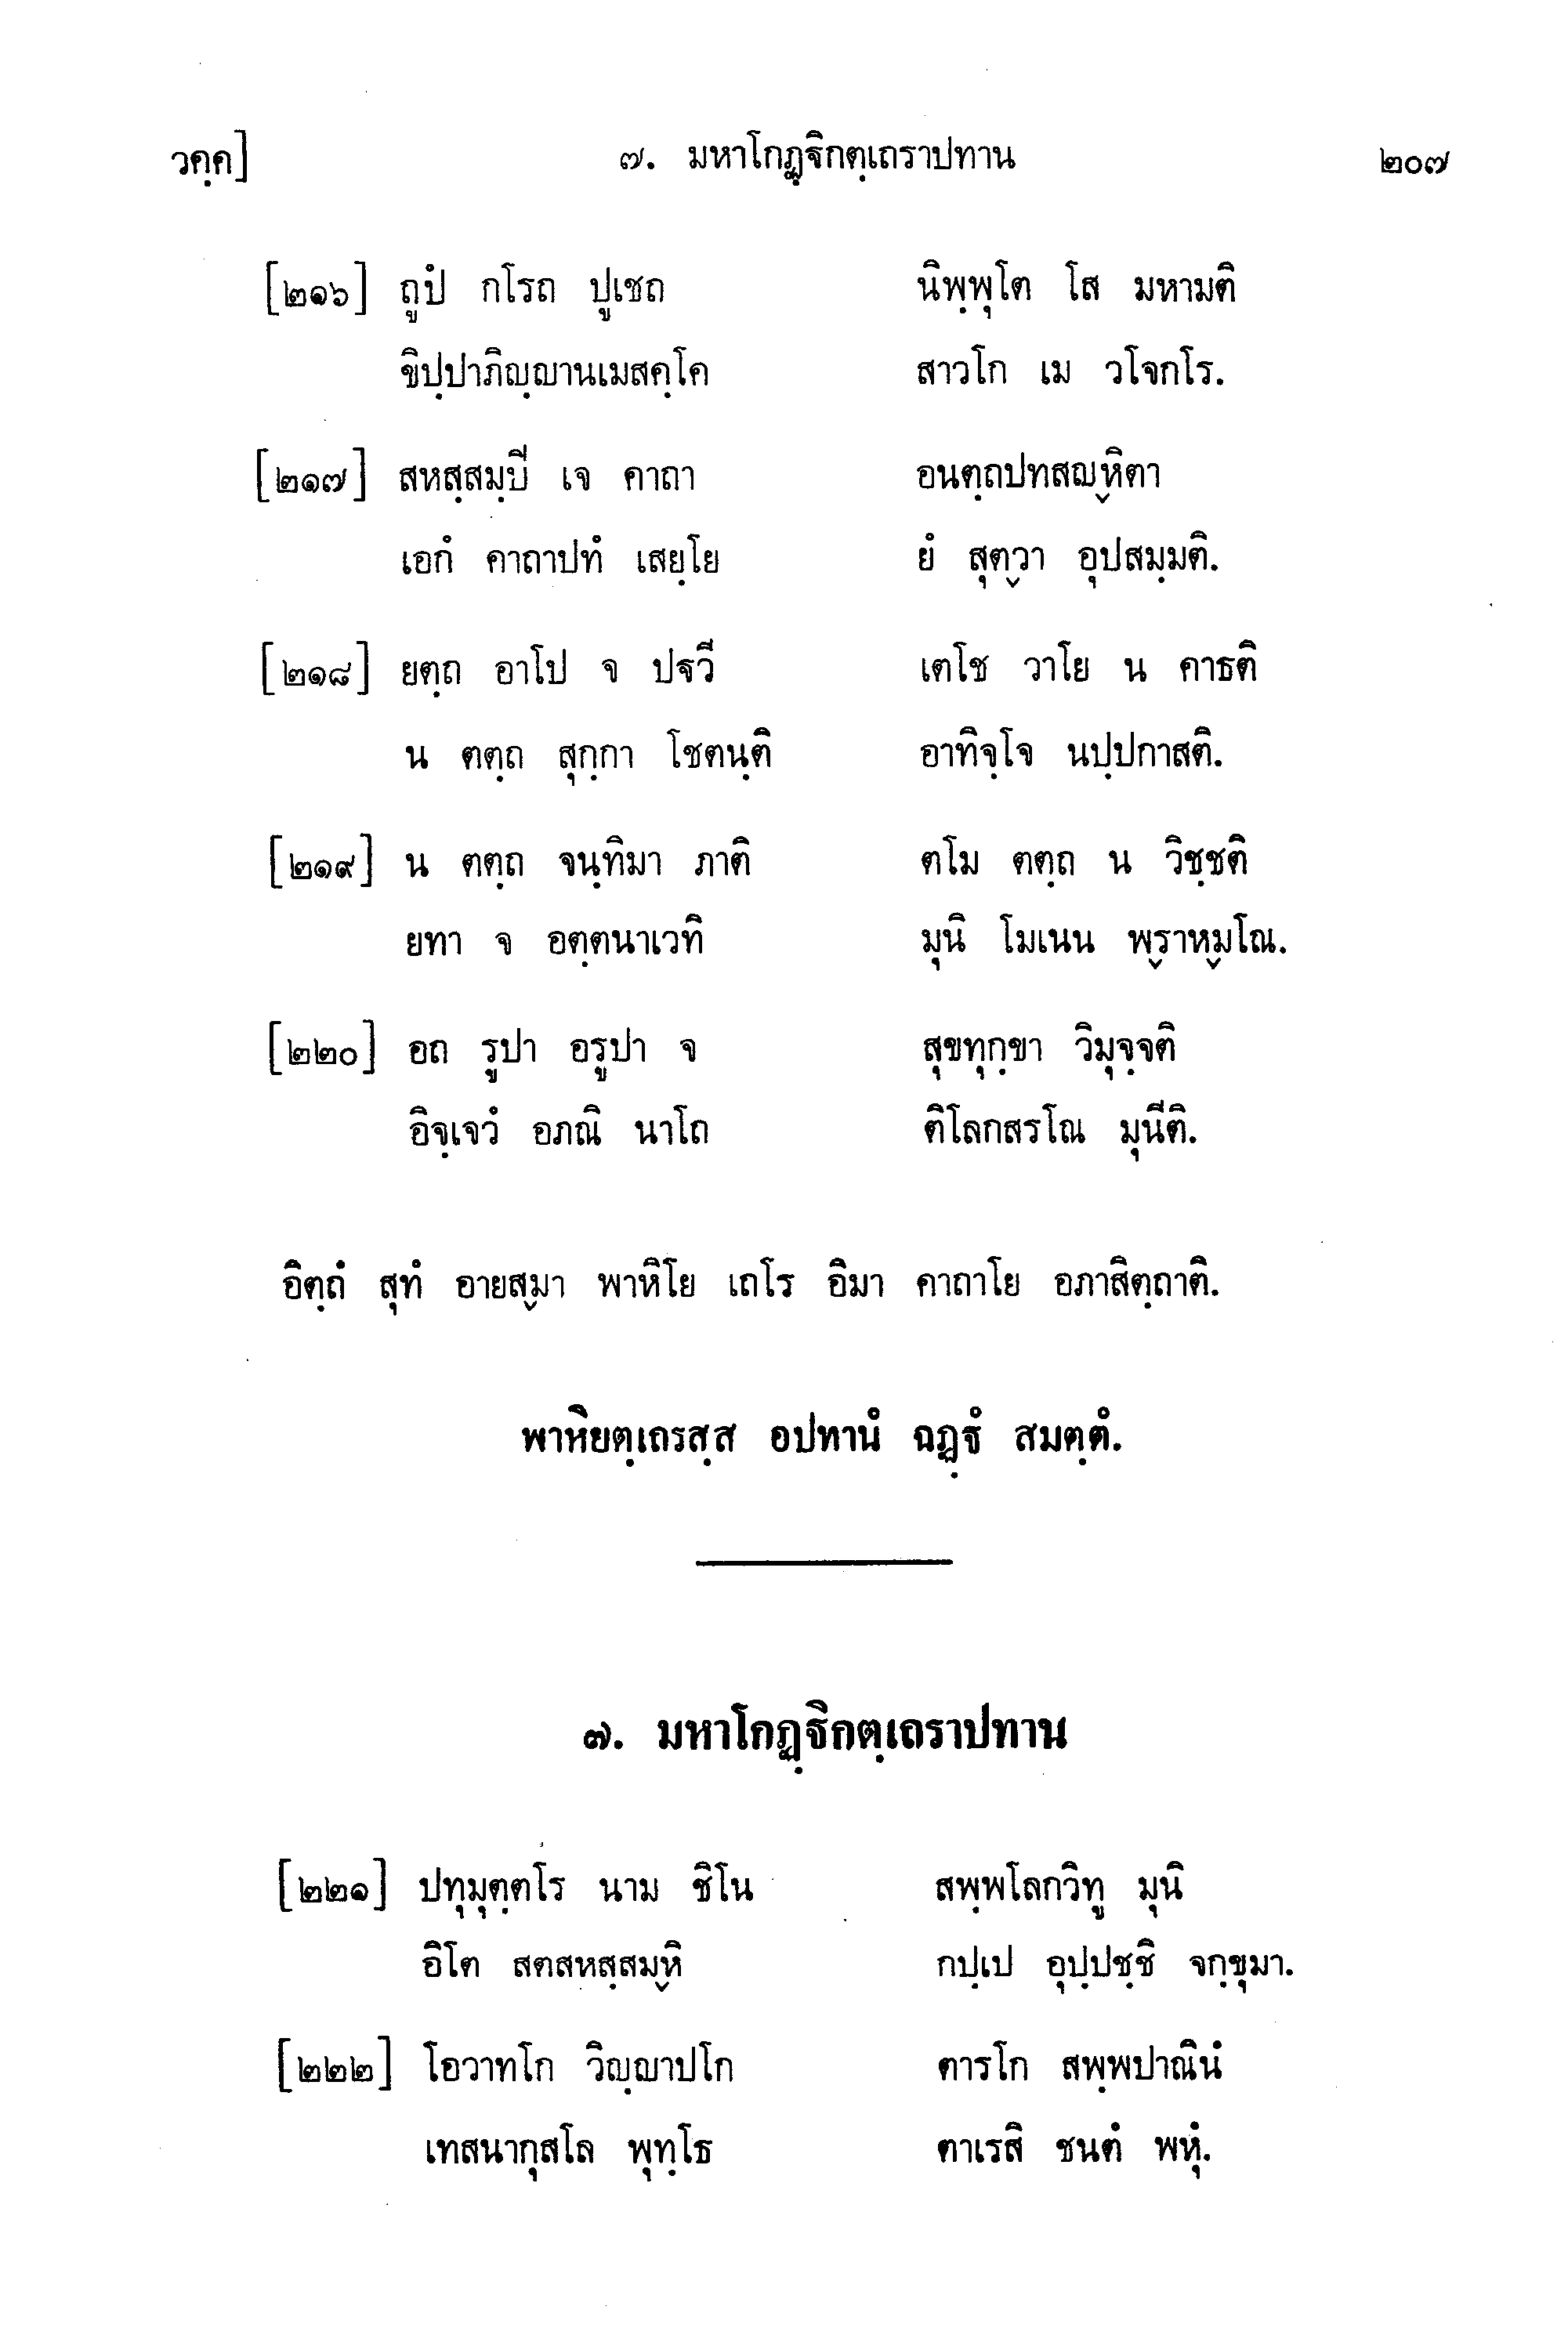 วคฺค] ๗. มหาโกฏฺฐิกตฺเถราปทาน ๒๐๗
[๒๑๖] ถูปํ กโรถ ปูเชถ นิพฺพุโต โส มหามติ
ขิปฺปาภิญฺญานเมสคฺโค สาวโก เม วโจกโร.
[๒๑๗] สหสฺสมฺปี เจ คาถา อนตฺถปทสญ๎หิตา
เอกํ คาถาปทํ เสยฺโย ยํ สุต๎วา อุปสมฺมติ.
[๒๑๘] ยตฺถ อาโป จ ปฐวี เตโช วาโย น คาธติ
น ตตฺถ สุกฺกา โชตนฺติ อาทิจฺโจ นปฺปกาสติ.
[๒๑๙] น ตตฺถ จนฺทิมา ภาติ ตโม ตตฺถ น วิชฺชติ
ยทา จ อตฺตนาเวทิ มุนิ โมเนน พ๎ราหฺม๎โณ.
[๒๒๐] อถ รูปา อรูปา จ สุขทุกฺขา วิมุจฺจติ
อิจฺเจวํ อภณิ นาโถ ติโลกสรโณ มุนีติ.
อิตฺถํ สุทํ อายส๎มา พาหิโย เถโร อิมา คาถาโย อภาสิตฺถาติ.
พาหิยตฺเถรสฺส อปทานํ ฉฏฺฐํ สมตฺตํ.
๗. มหาโกฏฺฐิกตฺเถราปทาน
[๒๒๑] ปทุมุตฺตโร นาม ชิโน สพฺพโลกวิทู มุนิ
อิโต สตสหสฺสม๎หิ กปฺเป อุปฺปชฺชิ จกฺขุมา.
[๒๒๒] โอวาทโก วิญฺญาปโก ตารโก สพฺพปาณินํ
เทสนากุสโล พุทฺโธ ตาเรสิ ชนตํ พหุํ.